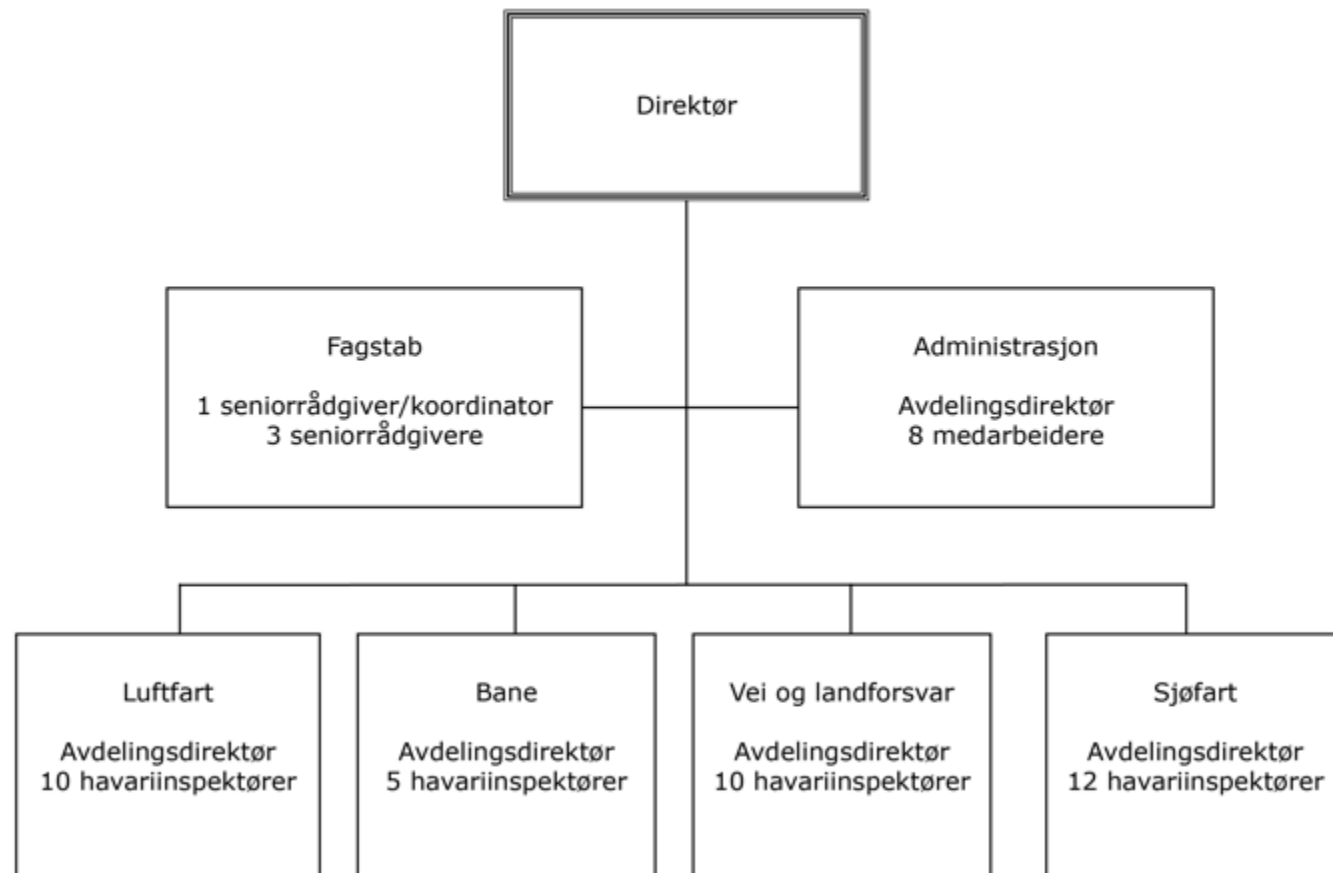 Direktør
Fagstab
1 seniorrådgiver/koordinator
3 seniorrådgivere
Administrasjon
Avdelingsdirektør
8 medarbeidere
Luftfart
Avdelingsdirektør
10 havariinspektører
Bane
Avdelingsdirektør
5 havariinspektører
Vei og landforsvar
Avdelingsdirektør
10 havariinspektører
Sjøfart
Avdelingsdirektør
12 havariinspektører